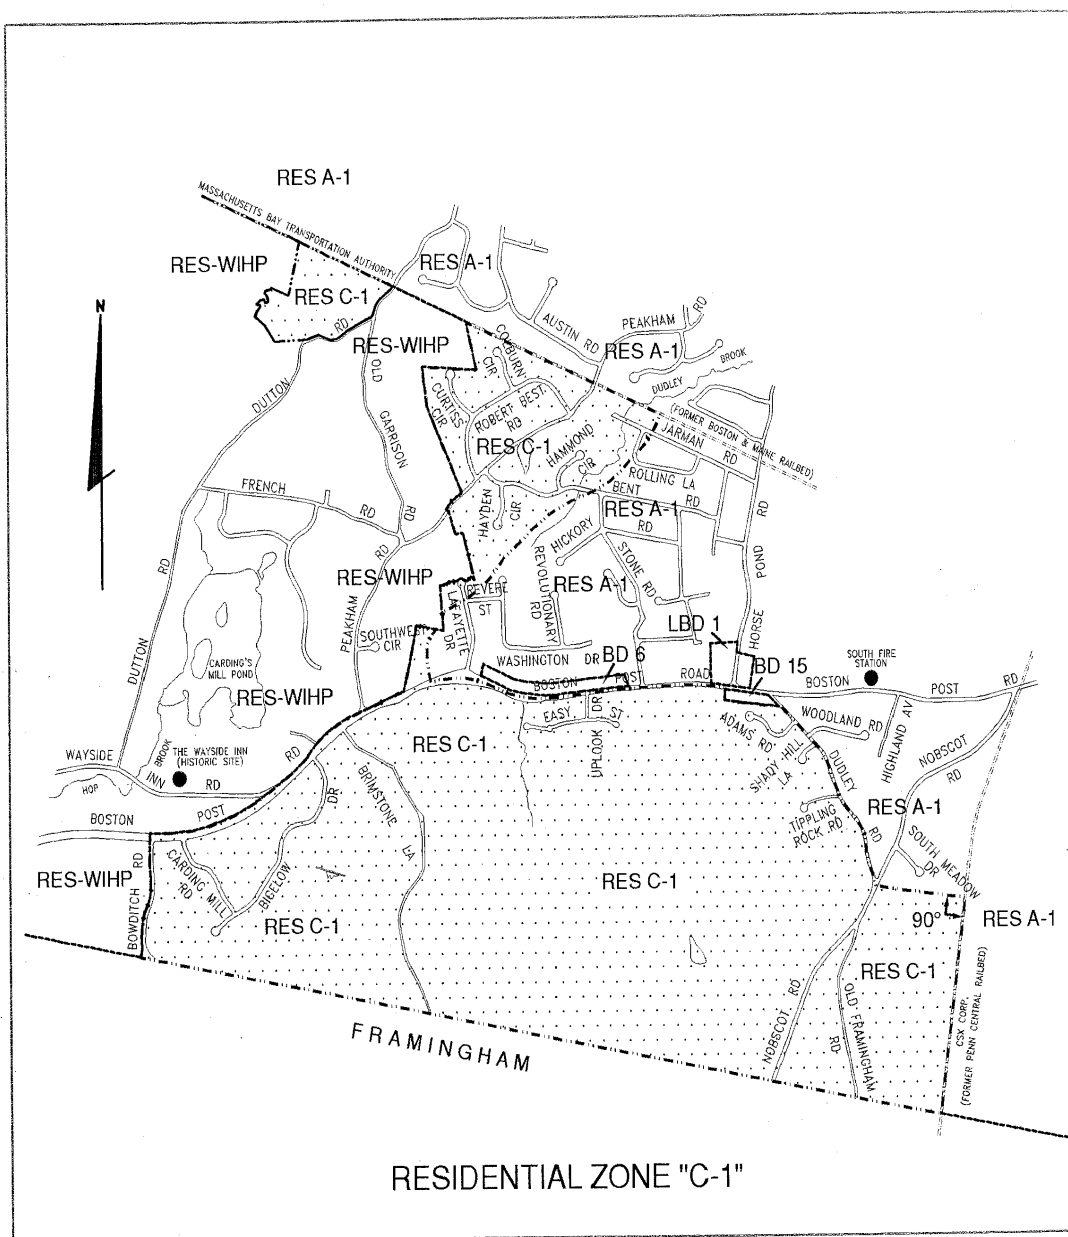 RES A-1
MASSACHUSETTS BAY TRANSPORTATION AUTHORITY
RES-WIHP
RES A-1
RES C-1
RD
N
RES-WIHP
COLBURN
CIR
AUSTIN RD
PEAKHAM
RD
RES A-1
BROOK
DUDLEY
OLD
GARRISON
RD
DUTTON
CURTISS
CIR
ROBERT BEST
RD
RES C-1
HAMMOND
CIR
(FORMER BOSTON & MAINE RAILBED)
JARMAN
RD
ROLLING LA
BENT
RD
RES A-1
RD
FRENCH
RD
HAYDEN
CIR
HICKORY
STONE RD
POND
RD
HORSE
RD
DUTTON
RD
PEAKHAM
RES-WIHP
REVERE
ST
LAFAYETTE
DR
REVOLUTIONARY
RD
RES A-1
SOUTHWEST
CIR
LBD 1
WASHINGTON DR
BD 6
BD 15
SOUTH FIRE
STATION
CARDING'S
MILL POND
RES-WIHP
BOSTON POST ROAD
BOSTON POST RD
EASY ST
UPLOOK
DR
ADAMS RD
WOODLAND RD
HIGHLAND AV
NOBSCOT
RD
SHADY HILL
LA
DUDLEY
RD
RES C-1
WAYSIDE
INN
RD
BROOK
HOP
THE WAYSIDE INN
(HISTORIC SITE)
RD
BOSTON
POST
BRIMSTONE
LA
DR
BIGELOW
TIPPLING
ROCK RD
RES A-1
SOUTH MEADOW
DR
RES-WIHP
BOWDITCH
RD
CARDING MILL
RD
RES C-1
RES C-1
90°
RES A-1
RES C-1
NOBSCOT
RD
OLD FRAMINGHAM
RD
CSX CORP.
(FORMER PENN CENTRAL RAILBED)
FRAMINGHAM
RESIDENTIAL ZONE "C-1"